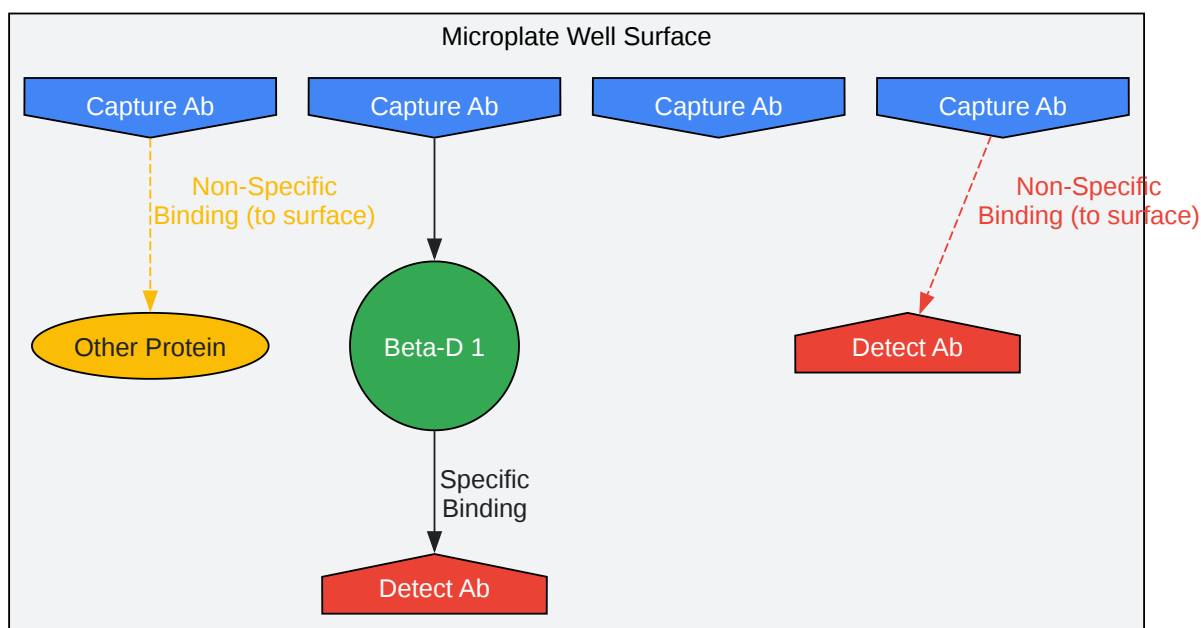 Microplate Well Surface
Capture Ab
Capture Ab
Capture Ab
Capture Ab
Non-Specific
Binding (to surface)
Non-Specific
Binding (to surface)
Other Protein
Beta-D 1
Detect Ab
Specific
Binding
Detect Ab